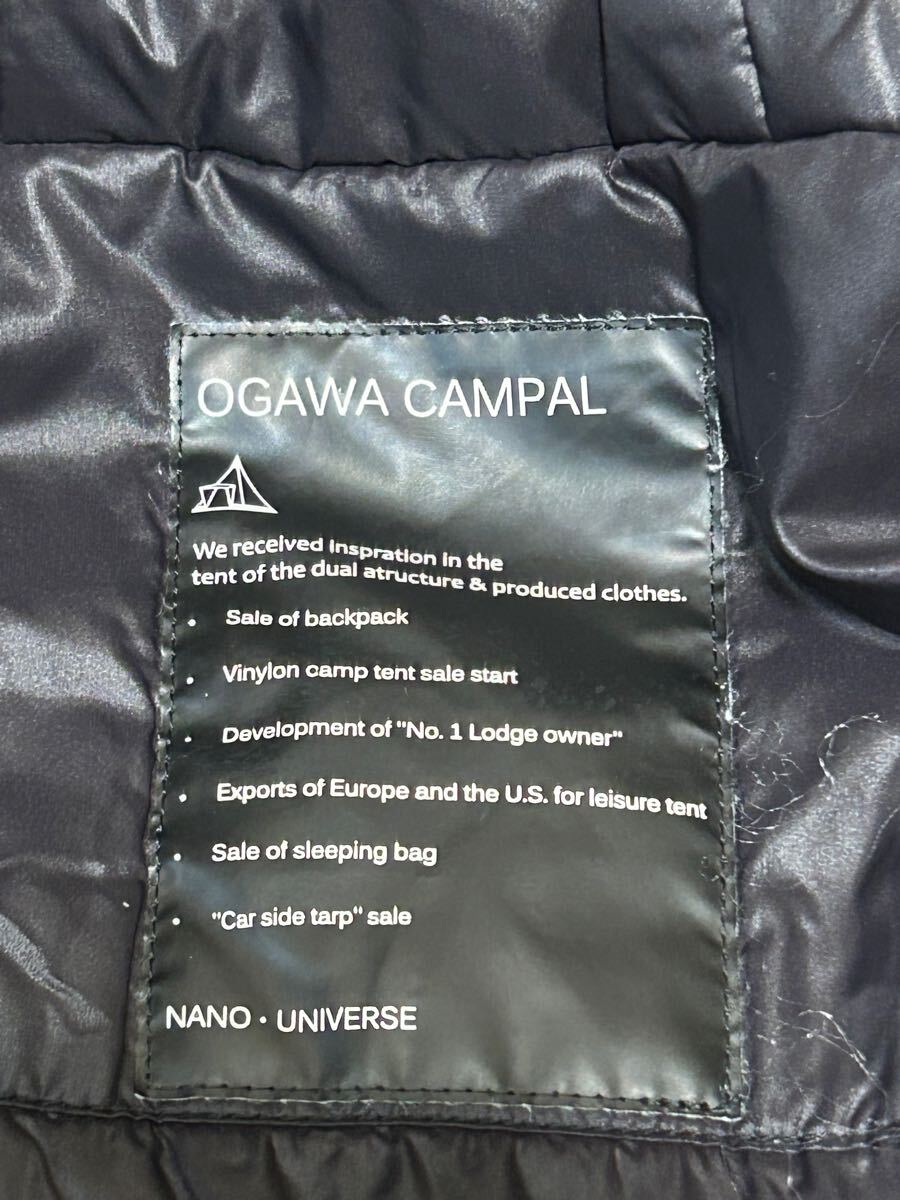 OGAWA CAMPAL
We received inspration in the
tent of the dual atructure & produced clothes.
• Sale of backpack
• Vinylon camp tent sale start
• Development of "No. 1 Lodge owner"
• Exports of Europe and the U.S. for leisure tent
• Sale of sleeping bag
• "Car side tarp" sale
NANO・UNIVERSE